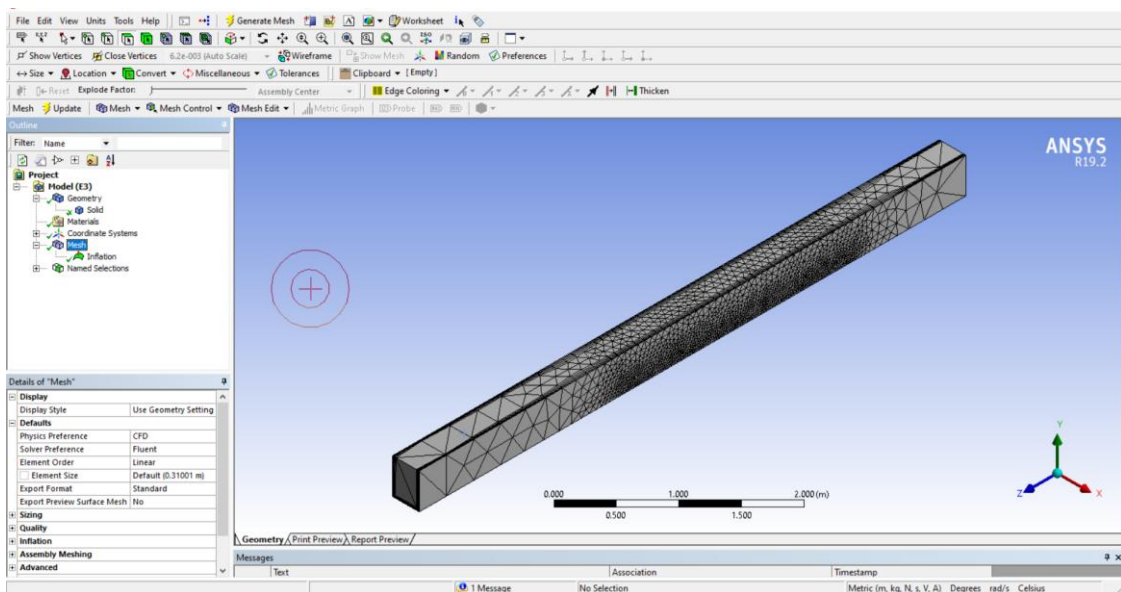 File Edit View Units Tools Help Generate Mesh A Worksheet
Show Vertices Close Vertices 6.2e-003 (Auto Scale) Wireframe Show Mesh Random Preferences
Size Location Convert Miscellaneous Tolerances Clipboard [Empty]
Reset Explode Factor: Assembly Center Edge Coloring Thicken
Mesh Update Mesh Mesh Control Mesh Edit Metric Graph Probe
Outline
Filter: Name
Project
Model (E3)
Geometry
Solid
Materials
Coordinate Systems
Mesh
Inflation
Named Selections
Details of "Mesh"
Display
Display Style Use Geometry Setting
Defaults
Physics Preference CFD
Solver Preference Fluent
Element Order Linear
Element Size Default (0.31001 m)
Export Format Standard
Export Preview Surface Mesh No
Sizing
Quality
Inflation
Assembly Meshing
Advanced
ANSYS
R19.2
0.000 1.000 2.000 (m)
0.500 1.500
Y
Z X
Geometry Print Preview Report Preview
Messages
Text Association Timestamp
1 Message No Selection Metric (m, kg, N, s, V, A) Degrees rad/s Celsius